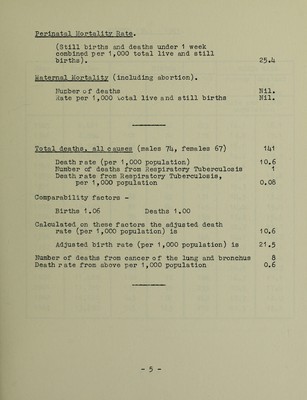 Perinatal Mortality Rate.
(Still births and deaths under 1 week
combined per 1,000 total live and still
births). 25.4
Maternal Mortality (including abortion).
Number of deaths Nil.
Rate per 1,000 total live and still births Nil.
Total deaths, all causes (males 74, females 67) 141
Death rate (per 1,000 population) 10.6
Number of deaths from Respiratory Tuberculosis 1
Death rate from Respiratory Tuberculosis,
per 1,000 population 0.08
Comparability factors -
Births 1.06 Deaths 1.00
Calculated on these factors the adjusted death
rate (per 1,000 population) is 10.6
Adjusted birth rate (per 1,000 population) is 21.5
Number of deaths from cancer of the lung and bronchus 8
Death rate from above per 1,000 population 0.6
- 5 -